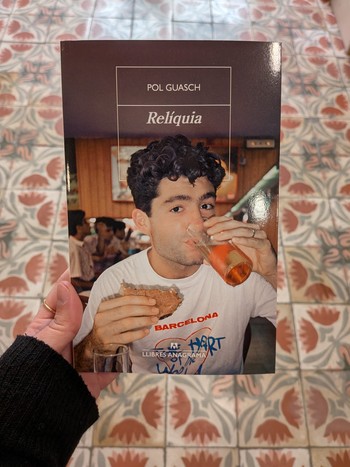 POL GUASCH
Relíquia
BARCELONA
LLIBRES ANAGRAMA